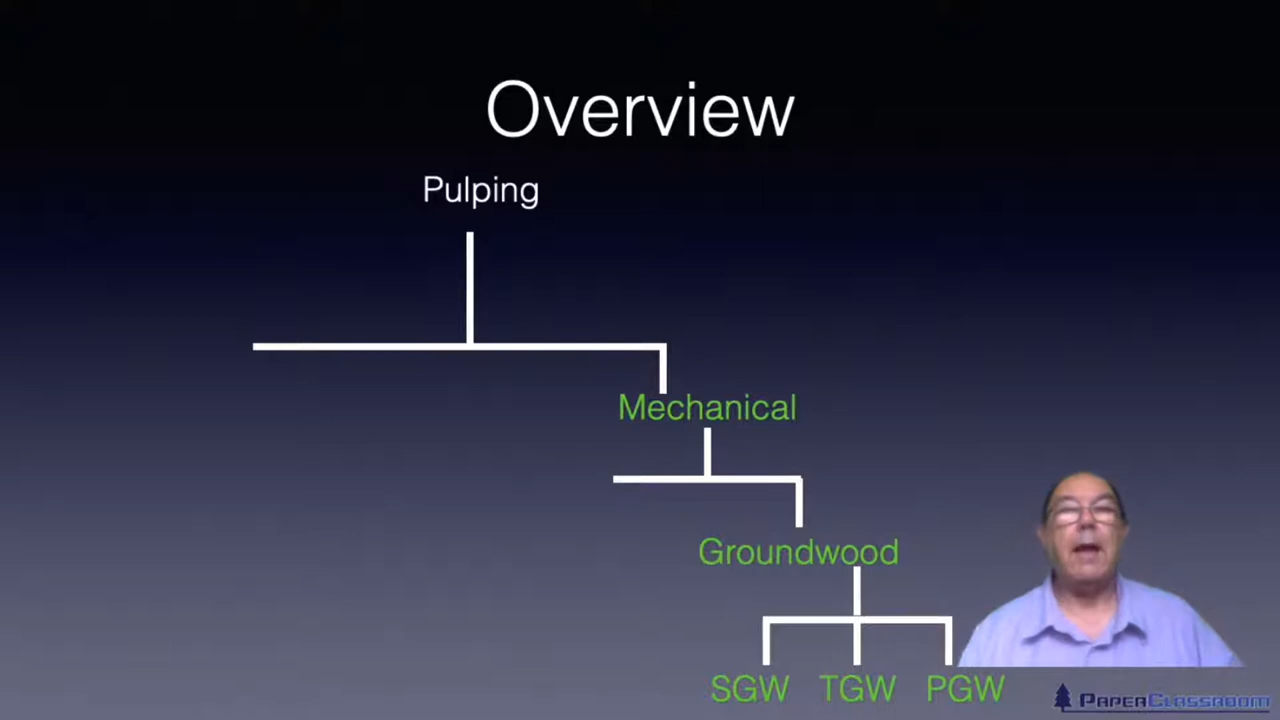 Overview
Pulping
Mechanical
Groundwood
SGW TGW PGW
PAPERCLASSROOM